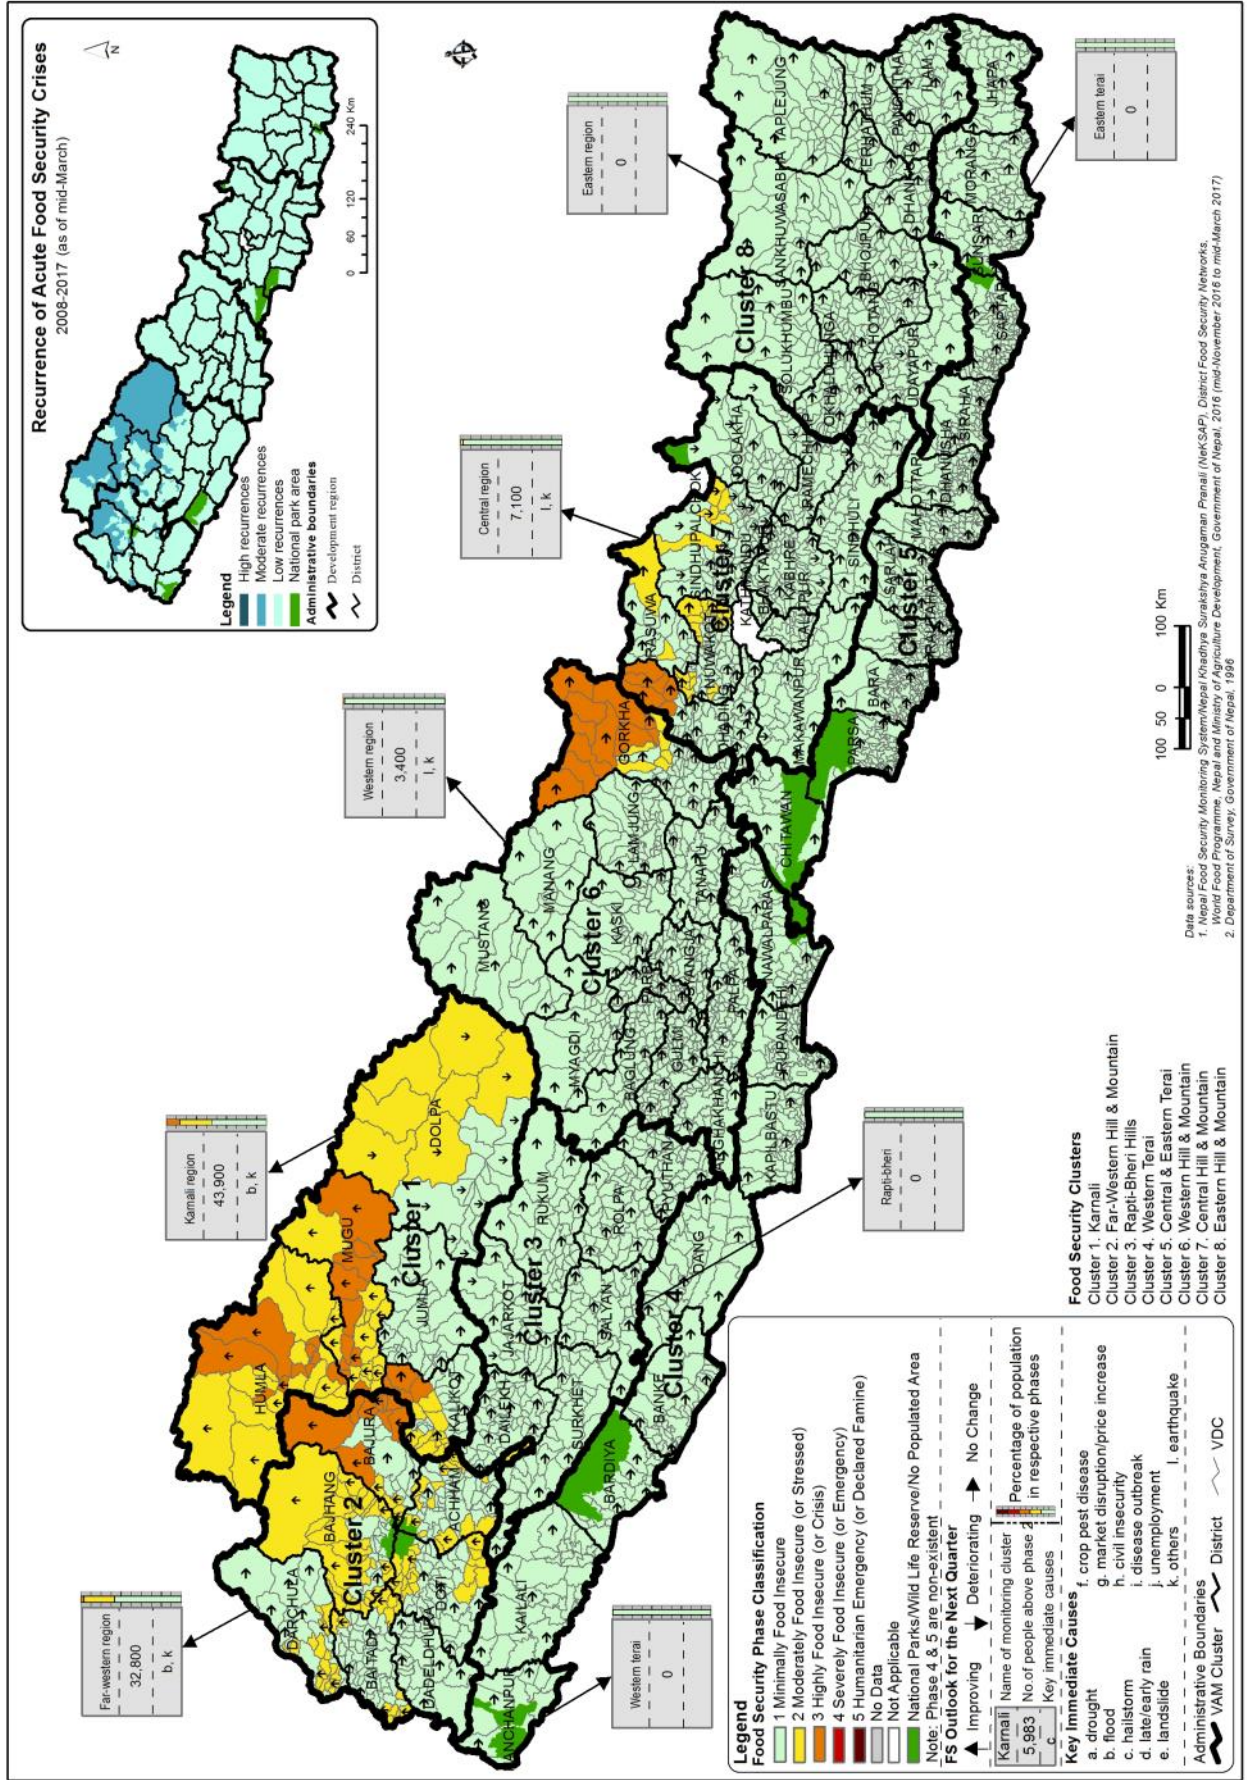 Recurrence of Acute Food Security Crises
2008-2017 (as of mid-March)
N
Legend
High recurrences
Moderate recurrences
Low recurrences
National park area
Administrative boundaries
Development region
District
0 60 120 240 Km
Far-western region
32,800
b, k
Karnali region
43,900
b, k
Western region
3,400
l, k
Central region
7,100
l, k
Eastern region
0
Western terai
0
Rapti-bheri
0
Eastern terai
0
DARCHULA
BAJHANG
HUMLA
Cluster 2
BAJURA
MUGU
BAITADI
DADELDHURA
DOTI
ACHHAM
KALIKOT
JUMLA
Cluster 1
DOLPA
KAILALI
DAILEKH
JAJARKOT
SURKHET
Cluster 3
SALYAN
RUKUM
ROLPA
PYUTHAN
BARDIYA
BANKE
Cluster 4
DANG
MUSTANG
MANANG
MYAGDI
Cluster 6
KASKI
LAMJUNG
GORKHA
BAGLUNG
GULMI
SYANGJA
TANAHU
PALPA
KAPILBASTU
RUPANDEHI
NAWALPARASI
CHITAWAN
RASUWA
NUWAKOT
SINDHUPALCHOK
DOLAKHA
KATHMANDU
BHAKTAPUR
LALITPUR
KABHRE
RAMECHHAP
SINDHULI
MAKAWANPUR
PARSA
BARA
Cluster 5
SARLAHI
MAHOTTARI
DHANUSHA
SIRAHA
Cluster 8
SOLUKHUMBU
SANKHUWASABHA
TAPLEJUNG
OKHALDHUNGA
KHOTANG
BHOJPUR
UDAYAPUR
DHANKUTA
ILAM
JHAPA
MORANG
SUNSARI
100 50 0 100 Km
Legend
Food Security Phase Classification
1 Minimally Food Insecure
2 Moderately Food Insecure (or Stressed)
3 Highly Food Insecure (or Crisis)
4 Severely Food Insecure (or Emergency)
5 Humanitarian Emergency (or Declared Famine)
No Data
Not Applicable
National Parks/Wild Life Reserve/No Populated Area
Note: Phase 4 & 5 are non-existent
FS Outlook for the Next Quarter
Improving Deteriorating No Change
Karnali Name of monitoring cluster
5,983 No.of people above phase 2
c Key immediate causes
Percentage of population
in respective phases
Key Immediate Causes
a. drought
b. flood
c. hailstorm
d. late/early rain
e. landslide
f. crop pest disease
g. market disruption/price increase
h. civil insecurity
i. disease outbreak
j. unemployment
k. others
l. earthquake
Administrative Boundaries
VAM Cluster District VDC
Food Security Clusters
Cluster 1. Karnali
Cluster 2. Far-Western Hill & Mountain
Cluster 3. Rapti-Bheri Hills
Cluster 4. Western Terai
Cluster 5. Central & Eastern Terai
Cluster 6. Western Hill & Mountain
Cluster 7. Central Hill & Mountain
Cluster 8. Eastern Hill & Mountain
Data sources:
1. Nepal Food Security Monitoring System/Nepal Khadhya Surakshya Anugaman Pranali (NeKSAP), District Food Security Networks,
World Food Programme, Nepal and Ministry of Agriculture Development, Government of Nepal, 2016 (mid-November 2016 to mid-March 2017)
2. Department of Survey, Government of Nepal, 1996